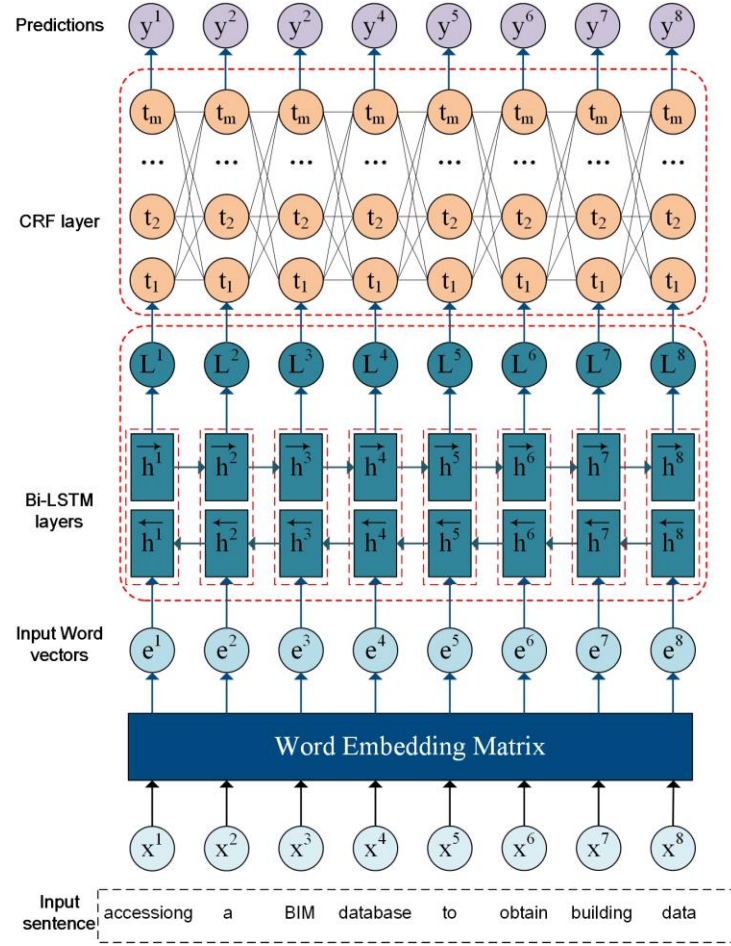 Predictions y¹ y² y² y⁴ y⁵ y⁶ y⁷ y⁸
tₘ tₘ tₘ tₘ tₘ tₘ tₘ tₘ
... ... ... ... ... ... ... ...
CRF layer t₂ t₂ t₂ t₂ t₂ t₂ t₂ t₂
t₁ t₁ t₁ t₁ t₁ t₁ t₁ t₁
L¹ L² L³ L⁴ L⁵ L⁶ L⁷ L⁸
h¹ h² h³ h⁴ h⁵ h⁶ h⁷ h⁸
Bi-LSTM
layers
h¹ h² h³ h⁴ h⁵ h⁶ h⁷ h⁸
Input Word
vectors
e¹ e² e³ e⁴ e⁵ e⁶ e⁷ e⁸
Word Embedding Matrix
x¹ x² x³ x⁴ x⁵ x⁶ x⁷ x⁸
Input
sentence
accessiong a BIM database to obtain building data